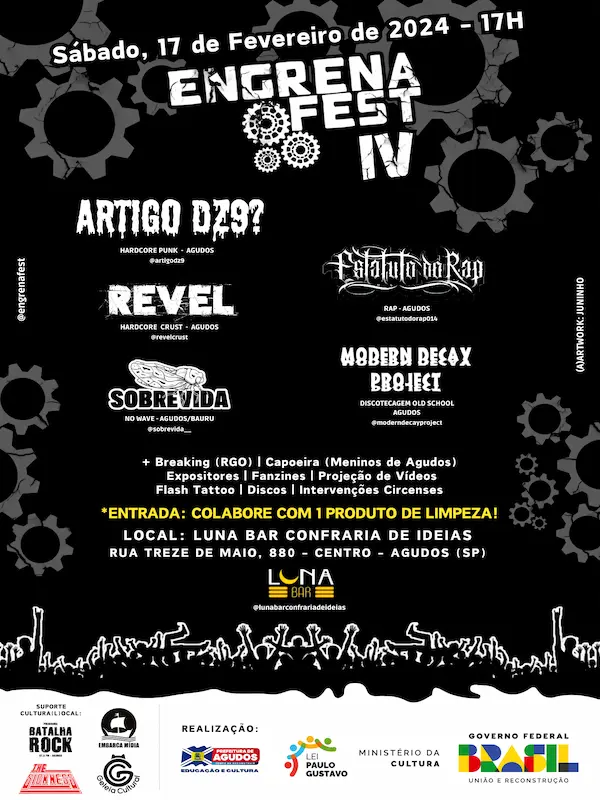 Sábado, 17 de Fevereiro de 2024 - 17H
ENGRENA
FEST
IV
ARTIGO DZ9?
HARDCORE PUNK - AGUDOS
@artigodz9
Estatuto do Rap
RAP - AGUDOS
@estatutodorap014
REVEL
HARDCORE CRUST - AGUDOS
@revelcrust
MODERN DECAY
PROJECT
DISCOTECAGEM OLD SCHOOL
AGUDOS
@moderndecayproject
SOBREVIDA
NO WAVE - AGUDOS/BAURU
@sobrevida__
@engrenafest
(A)ARTWORK: JUNINHO
+ Breaking (RGO) | Capoeira (Meninos de Agudos)
Expositores | Fanzines | Projeção de Vídeos
Flash Tattoo | Discos | Intervenções Circenses
*ENTRADA: COLABORE COM 1 PRODUTO DE LIMPEZA!
LOCAL: LUNA BAR CONFRARIA DE IDEIAS
RUA TREZE DE MAIO, 880 - CENTRO - AGUDOS (SP)
LUNA
BAR
@lunabarconfrariadeideias
SUPORTE
CULTURA(L)OCAL:
BATALHA
ROCK
EMBARCA MÍDIA
THE
SICKNESS
Geleia Cultural
REALIZAÇÃO:
PREFEITURA DE
AGUDOS
EDUCAÇÃO E CULTURA
LEI
PAULO
GUSTAVO
MINISTÉRIO DA
CULTURA
GOVERNO FEDERAL
BRASIL
UNIÃO E RECONSTRUÇÃO